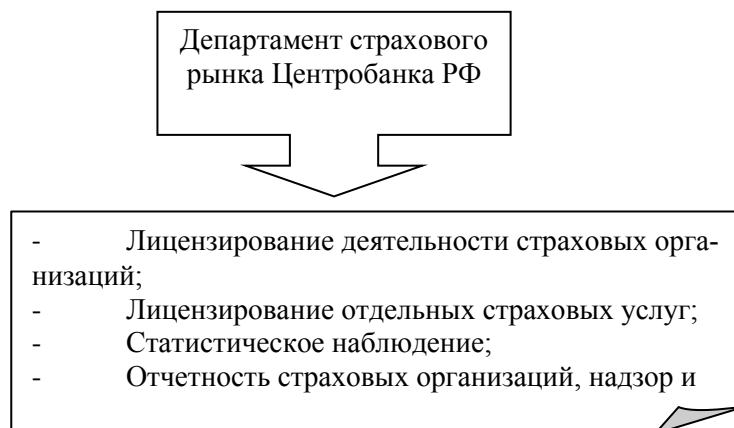 Департамент страхового
рынка Центробанка РФ
- Лицензирование деятельности страховых орга-
низаций;
- Лицензирование отдельных страховых услуг;
- Статистическое наблюдение;
- Отчетность страховых организаций, надзор и